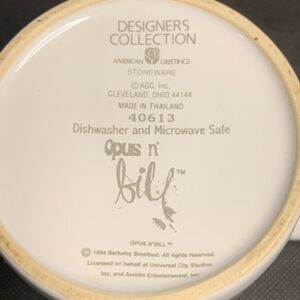 DESIGNERS
COLLECTION
AMERICAN GREETINGS
STONEWARE
© AGC, Inc.
CLEVELAND, OHIO 44144
MADE IN THAILAND
40613
Dishwasher and Microwave Safe
Opus n'
bill™
OPUS N' BILL™
© 1994 Berkeley Breathed. All rights reserved.
Licensed on behalf of Universal City Studios,
Inc. and Amblin Entertainment, Inc.